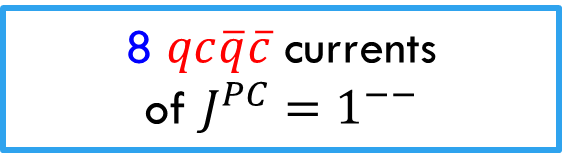 8 qcq̄c̄ currents
of J^{PC} = 1^{−−}